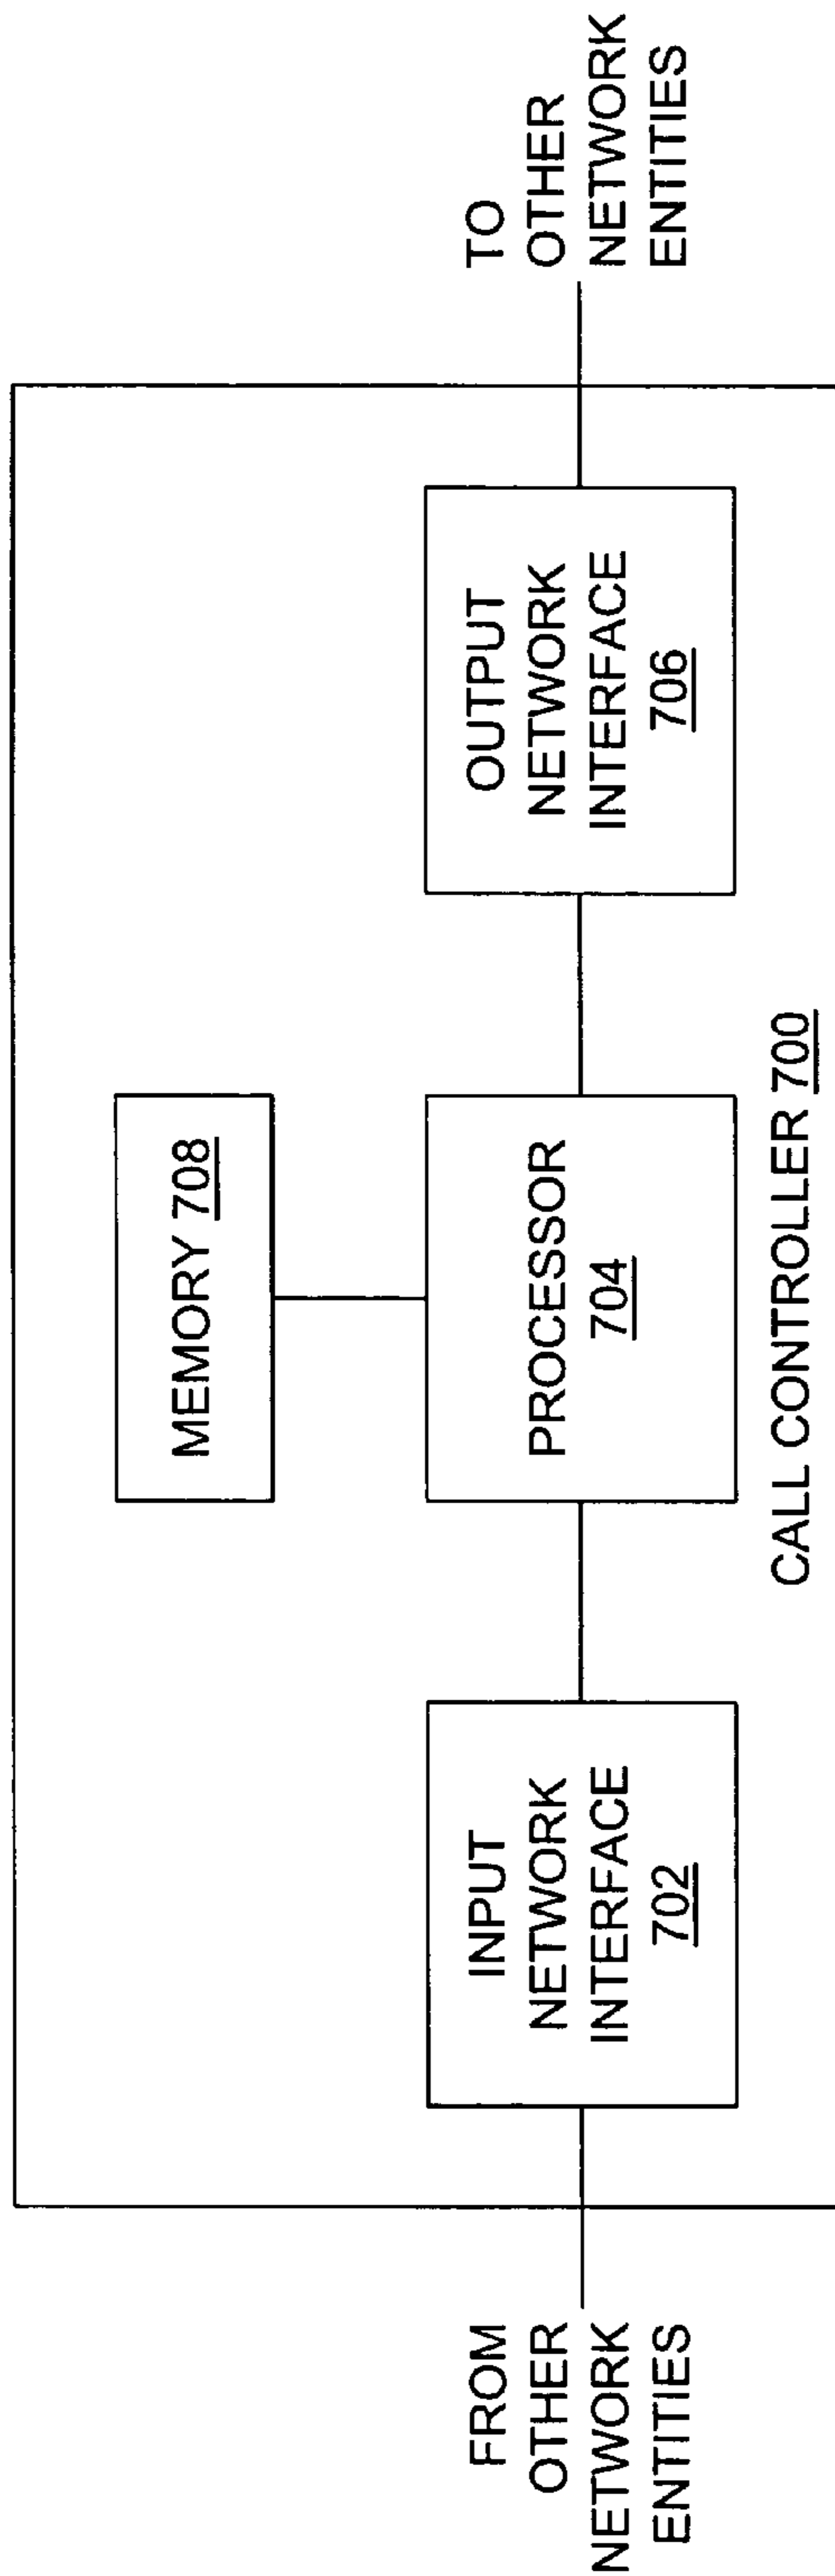 MEMORY 708
FROM
OTHER
NETWORK
ENTITIES
INPUT
NETWORK
INTERFACE
702
PROCESSOR
704
OUTPUT
NETWORK
INTERFACE
706
TO
OTHER
NETWORK
ENTITIES
CALL CONTROLLER 700